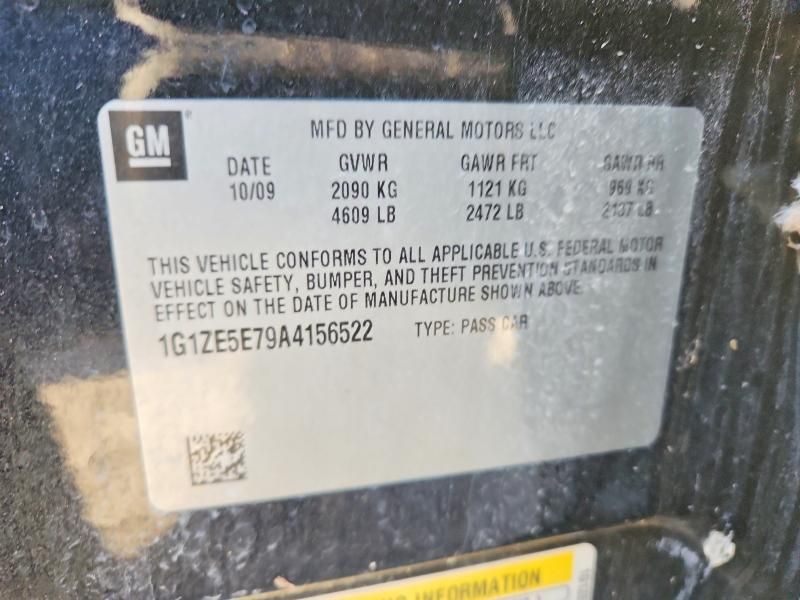 GM®
MFD BY GENERAL MOTORS LLC
DATE GVWR GAWR FRT GAWR RR
10/09 2090 KG 1121 KG 969 KG
4609 LB 2472 LB 2137 LB
THIS VEHICLE CONFORMS TO ALL APPLICABLE U.S. FEDERAL MOTOR
VEHICLE SAFETY, BUMPER, AND THEFT PREVENTION STANDARDS IN
EFFECT ON THE DATE OF MANUFACTURE SHOWN ABOVE.
1G1ZE5E79A4156522 TYPE: PASS CAR
INFORMATION